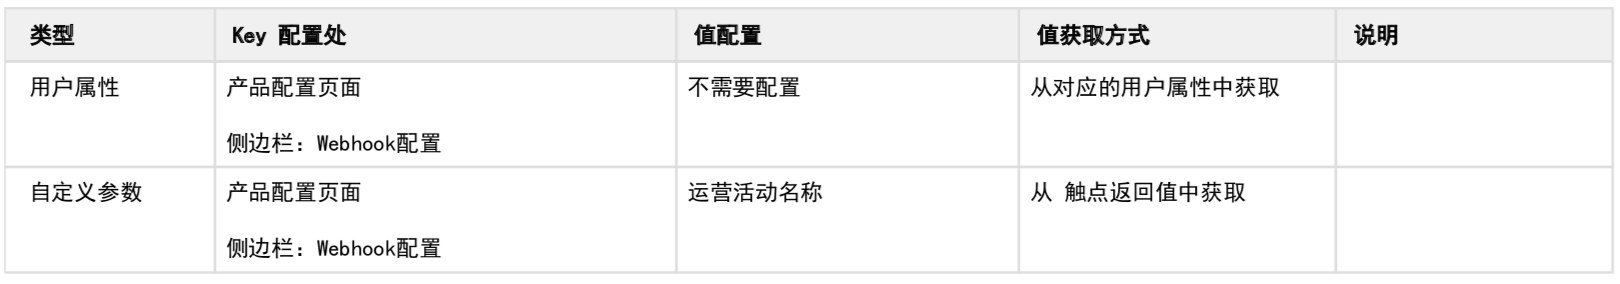 类型 Key 配置处 值配置 值获取方式 说明
用户属性 产品配置页面 不需要配置 从对应的用户属性中获取
侧边栏：Webhook配置
自定义参数 产品配置页面 运营活动名称 从 触点返回值中获取
侧边栏：Webhook配置